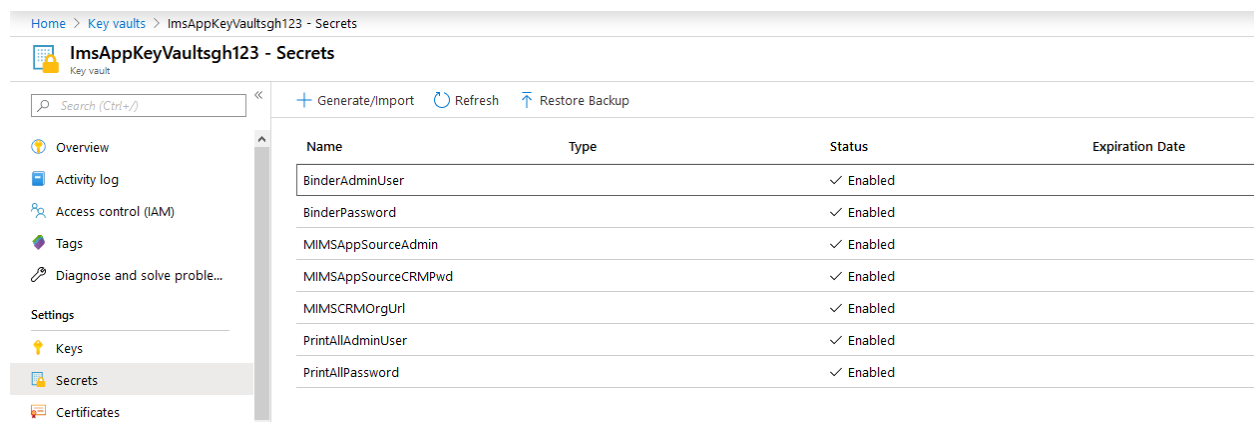 Home > Key vaults > ImsAppKeyVaultsgh123 - Secrets
ImsAppKeyVaultsgh123 - Secrets
Key vault
Search (Ctrl+/)
«
Generate/Import Refresh Restore Backup
Overview
Activity log
Access control (IAM)
Tags
Diagnose and solve proble...
Settings
Keys
Secrets
Certificates
Name Type Status Expiration Date
BinderAdminUser Enabled
BinderPassword Enabled
MIMSAppSourceAdmin Enabled
MIMSAppSourceCRMPwd Enabled
MIMSCRMOrgUrl Enabled
PrintAllAdminUser Enabled
PrintAllPassword Enabled